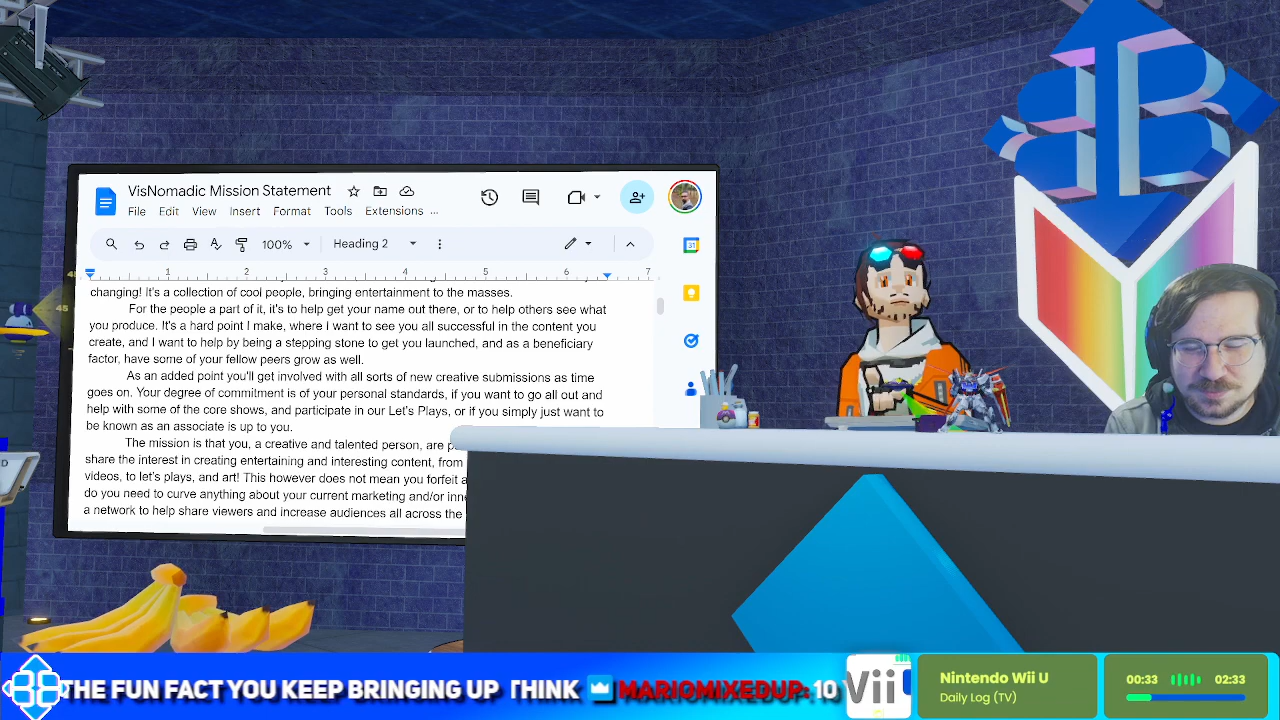 VisNomadic Mission Statement
File Edit View Insert Format Tools Extensions ...
100% Heading 2
1 2 3 4 5 6 7
changing! It's a collection of cool people, bringing entertainment to the masses.
For the people a part of it, it's to help get your name out there, or to help others see what
you produce. It's a hard point I make, where I want to see you all successful in the content you
create, and I want to help by being a stepping stone to get you launched, and as a beneficiary
factor, have some of your fellow peers grow as well.
As an added point you'll get involved with all sorts of new creative submissions as time
goes on. Your degree of commitment is of your personal standards, if you want to go all out and
help with some of the core shows, and participate in our Let's Plays, or if you simply just want to
be known as an associate is up to you.
The mission is that you, a creative and talented person, are p
share the interest in creating entertaining and interesting content, from
videos, to let's plays, and art! This however does not mean you forfeit a
do you need to curve anything about your current marketing and/or inne
a network to help share viewers and increase audiences all across the
31
45
THE FUN FACT YOU KEEP BRINGING UP THINK MARIOMIXEDUP: 10
Wii
Nintendo Wii U
Daily Log (TV)
00:33 02:33